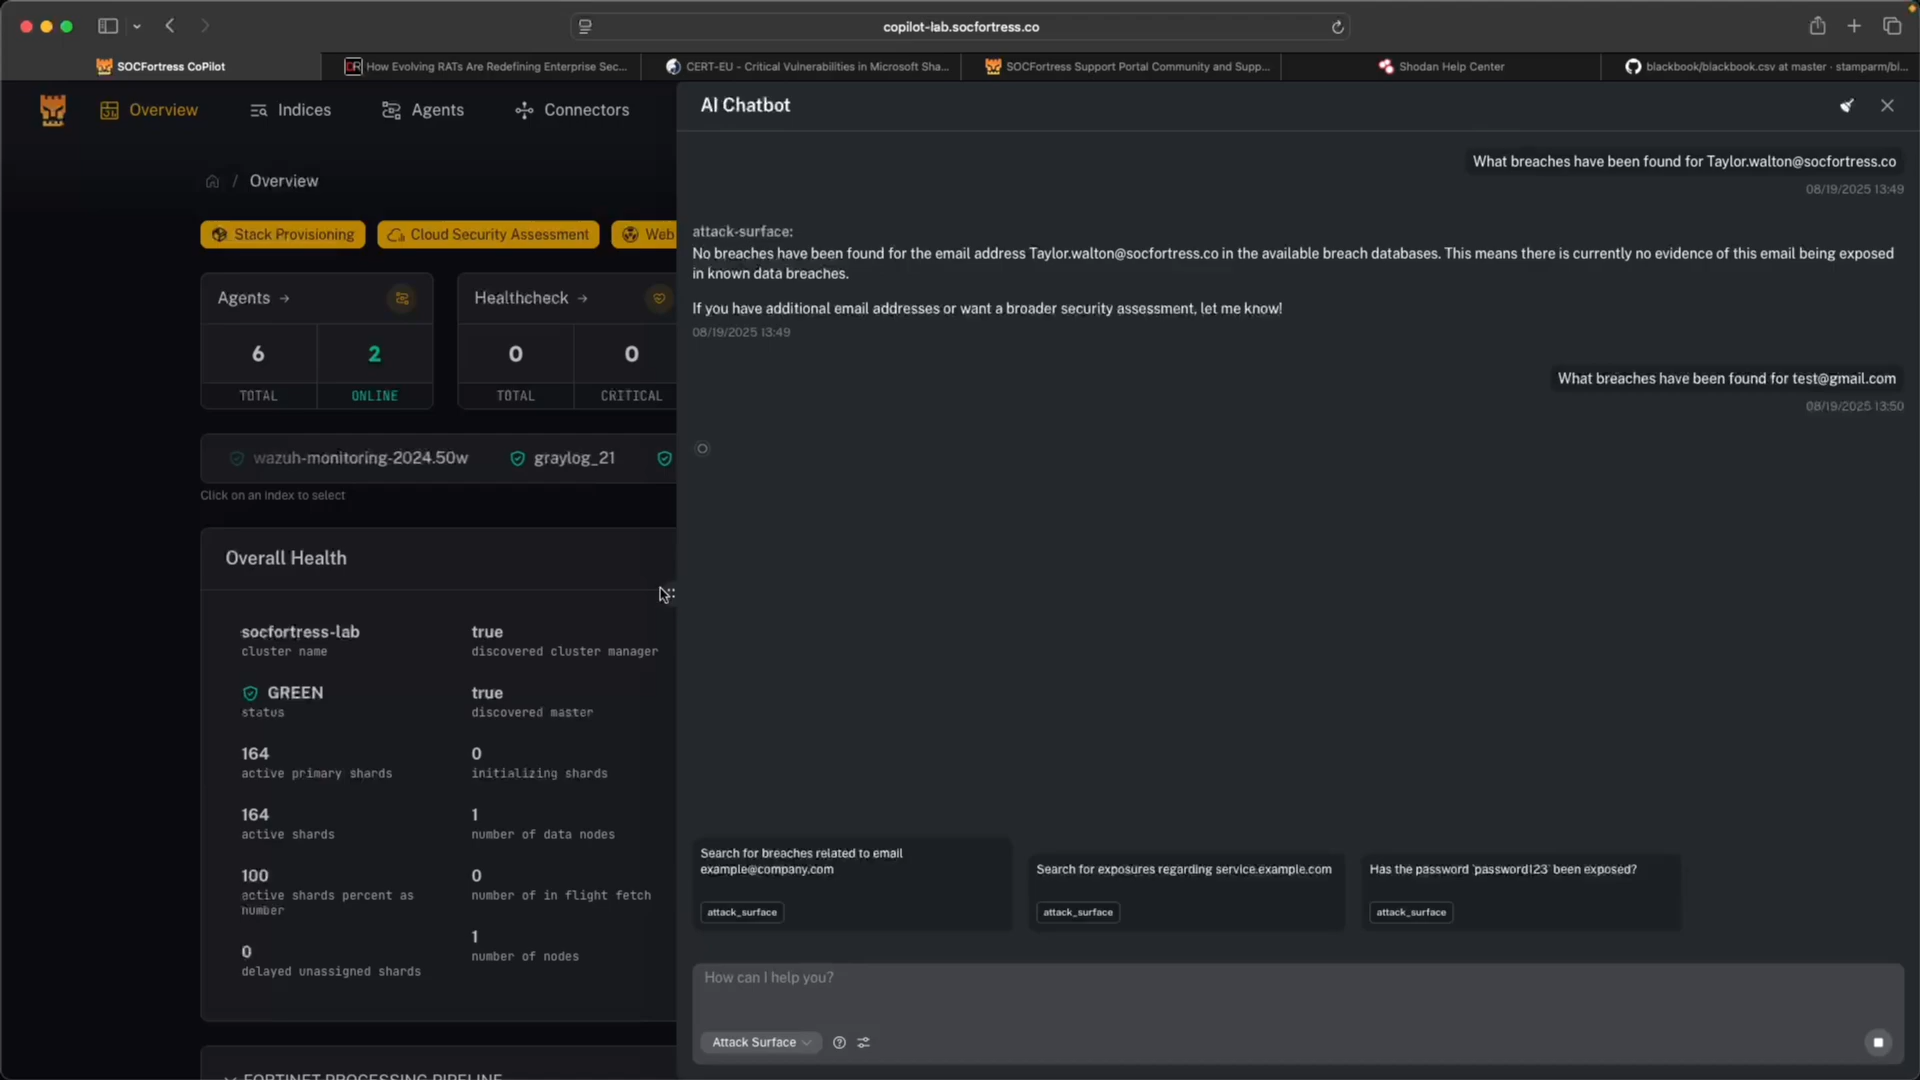 copilot-lab.socfortress.co
SOCFortress CoPilot
How Evolving RATs Are Redefining Enterprise Sec...
CERT-EU - Critical Vulnerabilities in Microsoft Sha...
SOCFortress Support Portal Community and Supp...
Shodan Help Center
blackbook/blackbook.csv at master · stamparm/bl...
Overview
Indices
Agents
Connectors
/ Overview
Stack Provisioning
Cloud Security Assessment
Web
Agents →
6
TOTAL
2
ONLINE
Healthcheck →
0
TOTAL
0
CRITICAL
wazuh-monitoring-2024.50w
graylog_21
Click on an index to select
Overall Health
socfortress-lab
cluster name
true
discovered cluster manager
GREEN
status
true
discovered master
164
active primary shards
0
initializing shards
164
active shards
1
number of data nodes
100
active shards percent as
number
0
number of in flight fetch
0
delayed unassigned shards
1
number of nodes
FORTINET PROCESSING PIPELINE
AI Chatbot
What breaches have been found for Taylor.walton@socfortress.co
08/19/2025 13:49
attack-surface:
No breaches have been found for the email address Taylor.walton@socfortress.co in the available breach databases. This means there is currently no evidence of this email being exposed
in known data breaches.
If you have additional email addresses or want a broader security assessment, let me know!
08/19/2025 13:49
What breaches have been found for test@gmail.com
08/19/2025 13:50
Search for breaches related to email
example@company.com
attack_surface
Search for exposures regarding service.example.com
attack_surface
Has the password `password123` been exposed?
attack_surface
How can I help you?
Attack Surface